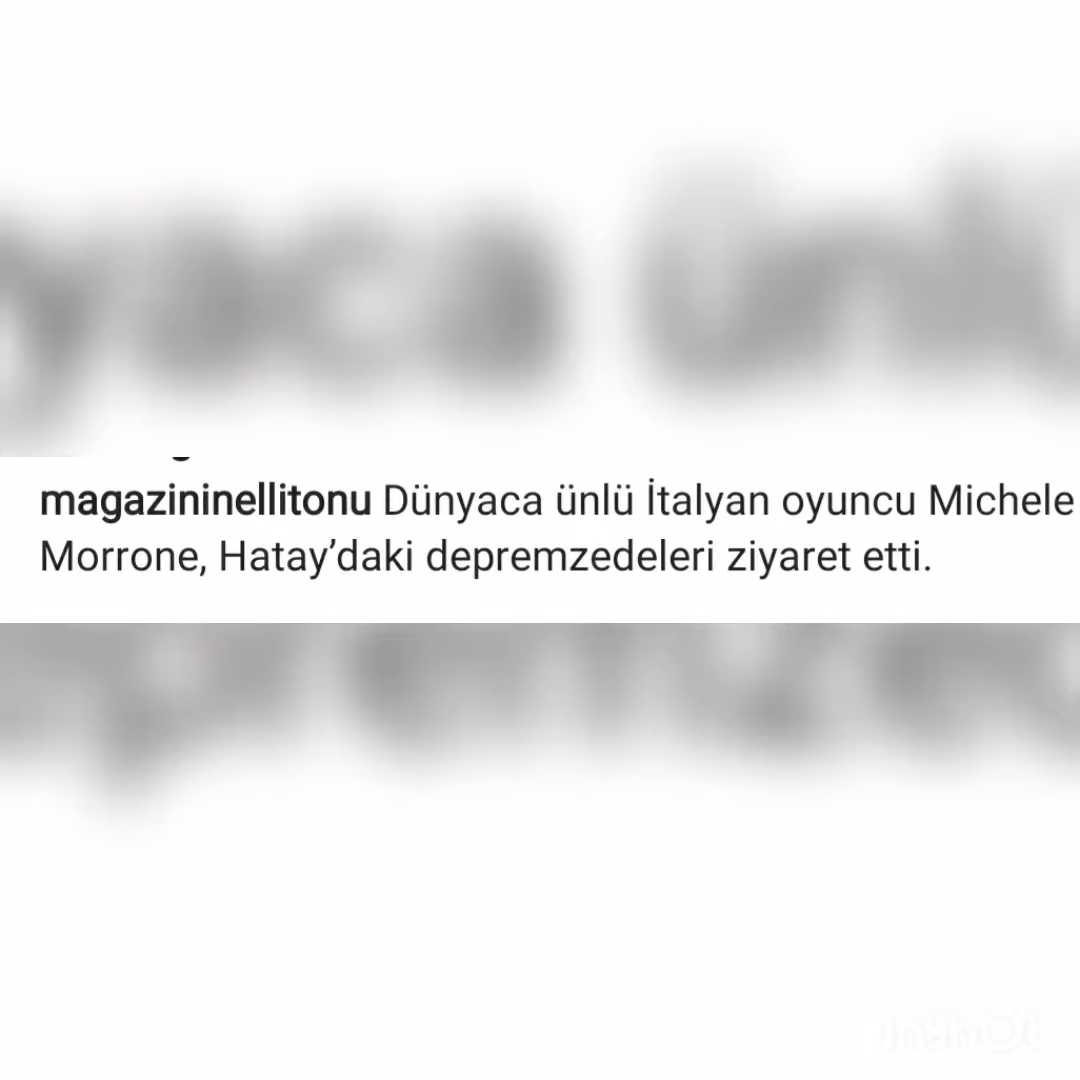 magazininellitonu Dünyaca ünlü İtalyan oyuncu Michele
Morrone, Hatay’daki depremzedeleri ziyaret etti.